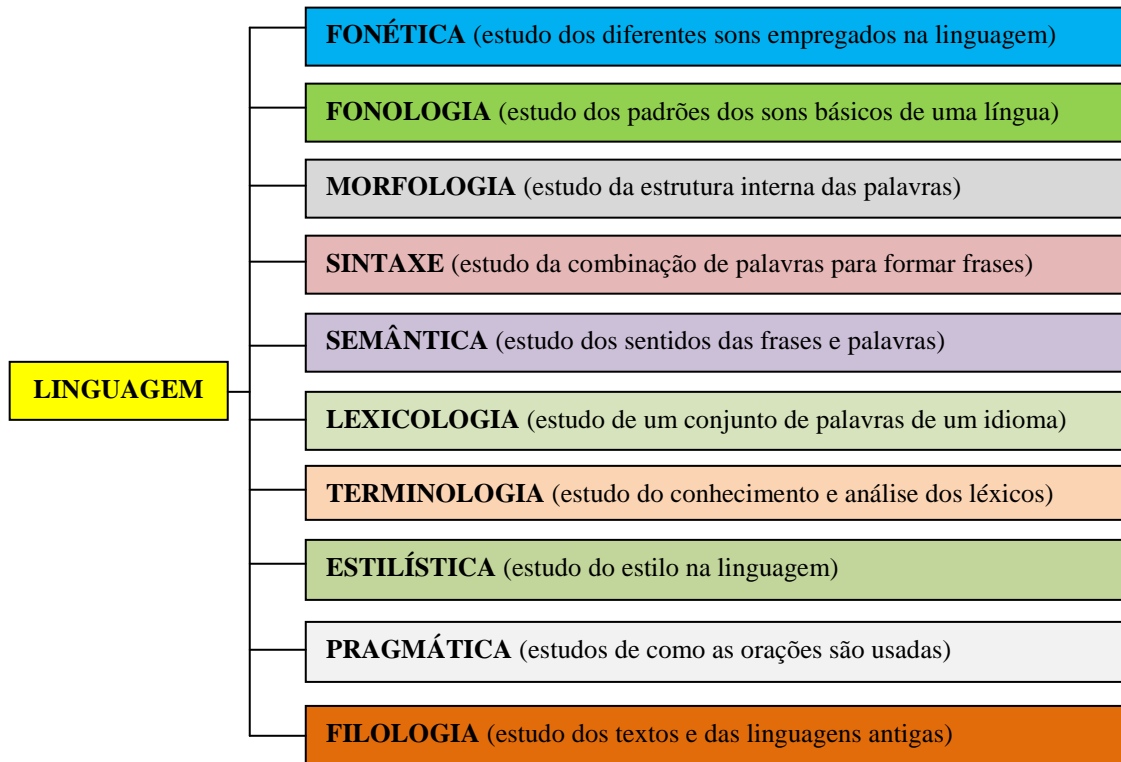 FONÉTICA (estudo dos diferentes sons empregados na linguagem)
FONOLOGIA (estudo dos padrões dos sons básicos de uma língua)
MORFOLOGIA (estudo da estrutura interna das palavras)
SINTAXE (estudo da combinação de palavras para formar frases)
SEMÂNTICA (estudo dos sentidos das frases e palavras)
LINGUAGEM
LEXICOLOGIA (estudo de um conjunto de palavras de um idioma)
TERMINOLOGIA (estudo do conhecimento e análise dos léxicos)
ESTILÍSTICA (estudo do estilo na linguagem)
PRAGMÁTICA (estudos de como as orações são usadas)
FILOLOGIA (estudo dos textos e das linguagens antigas)